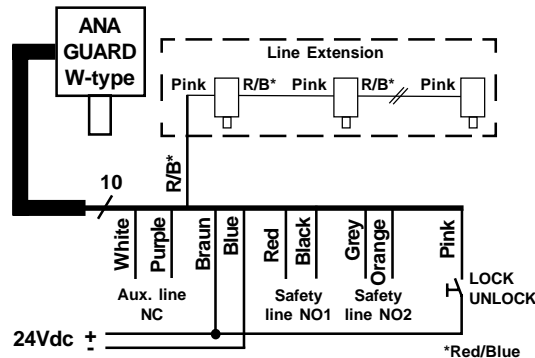 ANA
GUARD
W-type
Line Extension
Pink
R/B*
Pink
R/B*
Pink
R/B*
10
White
Purple
Braun
Blue
Red
Black
Grey
Orange
Pink
Aux. line
NC
Safety
line NO1
Safety
line NO2
LOCK
UNLOCK
24Vdc + -
*Red/Blue